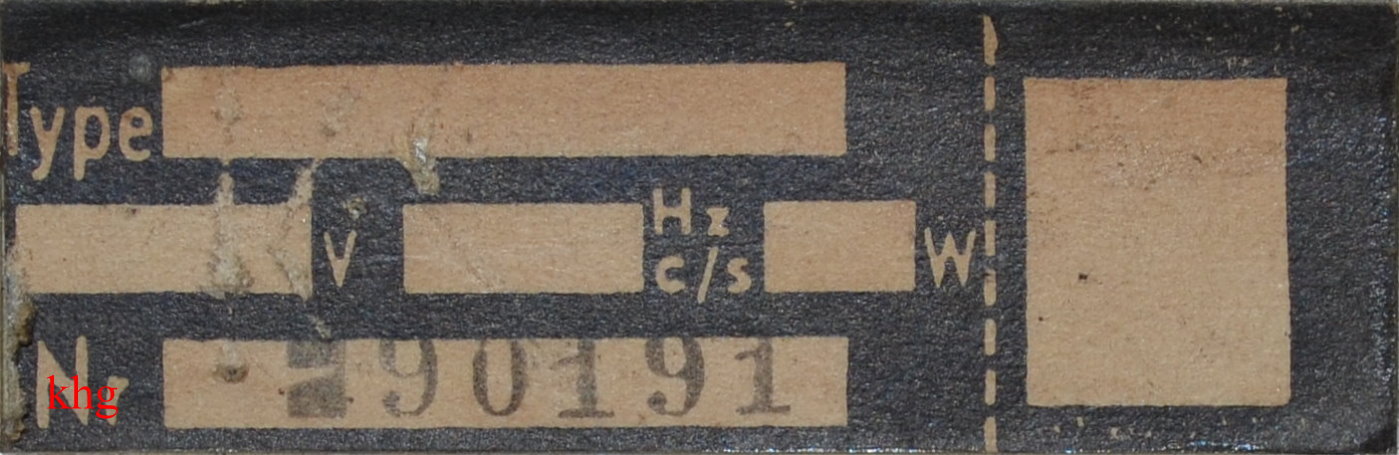 Type
V Hz c/s W
Nr 90191
khg